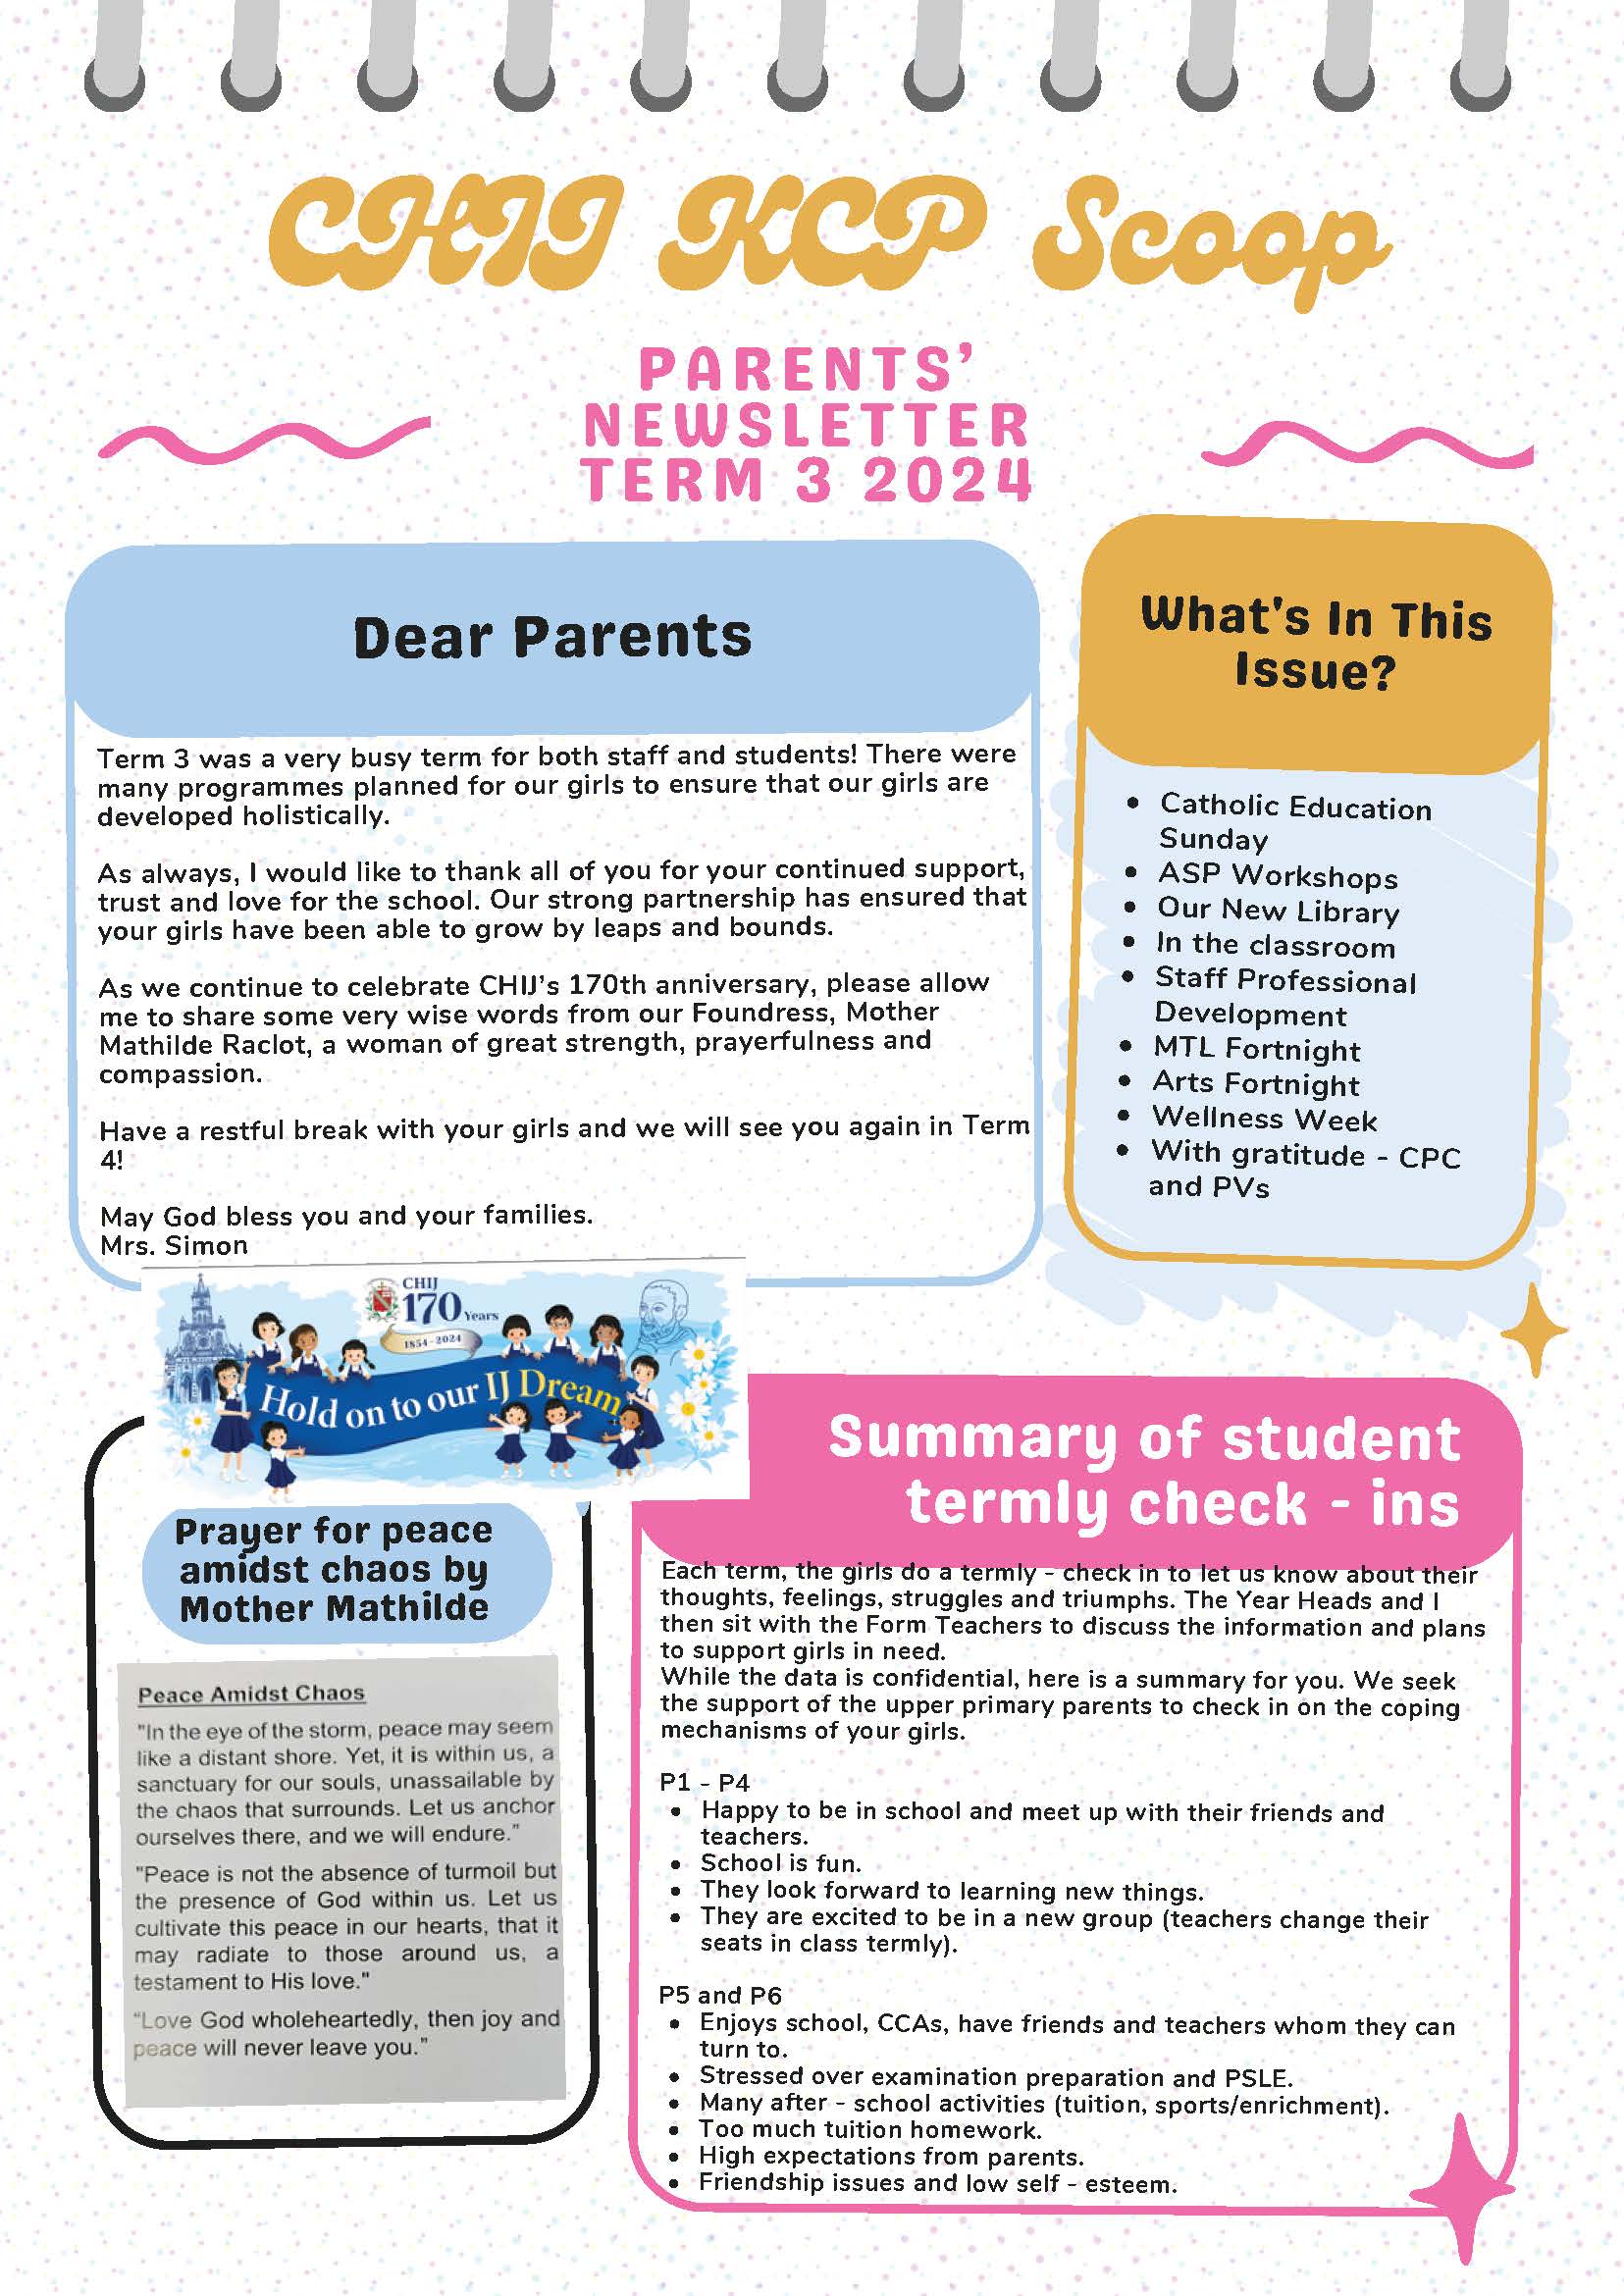 CHIJ KCP Scoop
PARENTS’
NEWSLETTER
TERM 3 2024
Dear Parents
Term 3 was a very busy term for both staff and students! There were
many programmes planned for our girls to ensure that our girls are
developed holistically.
As always, I would like to thank all of you for your continued support,
trust and love for the school. Our strong partnership has ensured that
your girls have been able to grow by leaps and bounds.
As we continue to celebrate CHIJ's 170th anniversary, please allow
me to share some very wise words from our Foundress, Mother
Mathilde Raclot, a woman of great strength, prayerfulness and
compassion.
Have a restful break with your girls and we will see you again in Term
4!
May God bless you and your families.
Mrs. Simon
What's In This
Issue?
• Catholic Education
Sunday
• ASP Workshops
• Our New Library
• In the classroom
• Staff Professional
Development
• MTL Fortnight
• Arts Fortnight
• Wellness Week
• With gratitude - CPC
and PVs
CHIJ
170 Years
1854-2024
Hold on to our IJ Dream
Prayer for peace
amidst chaos by
Mother Mathilde
Peace Amidst Chaos
"In the eye of the storm, peace may seem
like a distant shore. Yet, it is within us, a
sanctuary for our souls, unassailable by
the chaos that surrounds. Let us anchor
ourselves there, and we will endure."
"Peace is not the absence of turmoil but
the presence of God within us. Let us
cultivate this peace in our hearts, that it
may radiate to those around us, a
testament to His love."
"Love God wholeheartedly, then joy and
peace will never leave you."
Summary of student
termly check - ins
Each term, the girls do a termly - check in to let us know about their
thoughts, feelings, struggles and triumphs. The Year Heads and I
then sit with the Form Teachers to discuss the information and plans
to support girls in need.
While the data is confidential, here is a summary for you. We seek
the support of the upper primary parents to check in on the coping
mechanisms of your girls.
P1 - P4
• Happy to be in school and meet up with their friends and
teachers.
• School is fun.
• They look forward to learning new things.
• They are excited to be in a new group (teachers change their
seats in class termly).
P5 and P6
• Enjoys school, CCAs, have friends and teachers whom they can
turn to.
• Stressed over examination preparation and PSLE.
• Many after - school activities (tuition, sports/enrichment).
• Too much tuition homework.
• High expectations from parents.
• Friendship issues and low self - esteem.